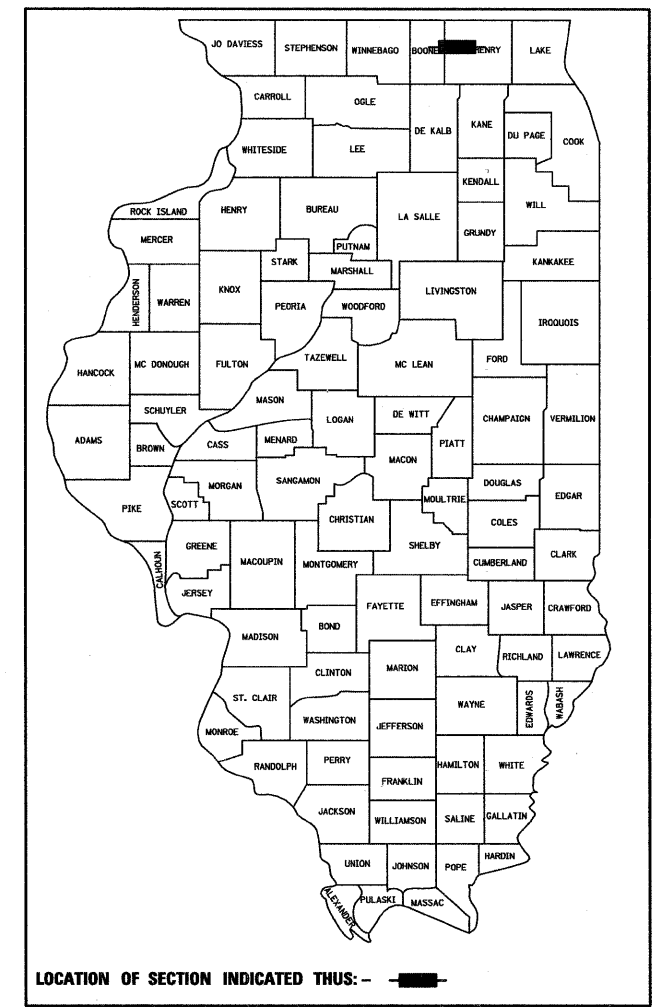 JO DAVIESS
STEPHENSON
WINNEBAGO
BOONE
HENRY
LAKE
CARROLL
OGLE
DE KALB
KANE
DU PAGE
COOK
WHITESIDE
LEE
KENDALL
WILL
ROCK ISLAND
HENRY
BUREAU
LA SALLE
GRUNDY
MERCER
PUTNAM
STARK
MARSHALL
KANKAKEE
HENDERSON
WARREN
KNOX
PEORIA
WOODFORD
LIVINGSTON
IROQUOIS
HANCOCK
MC DONOUGH
FULTON
TAZEWELL
MC LEAN
FORD
SCHUYLER
MASON
LOGAN
DE WITT
CHAMPAIGN
VERMILION
ADAMS
BROWN
CASS
MENARD
MACON
PIATT
PIKE
SCOTT
MORGAN
SANGAMON
CHRISTIAN
MOULTRIE
DOUGLAS
EDGAR
COLES
CALHOUN
GREENE
MACOUPIN
MONTGOMERY
SHELBY
CUMBERLAND
CLARK
JERSEY
FAYETTE
EFFINGHAM
JASPER
CRAWFORD
MADISON
BOND
CLAY
RICHLAND
LAWRENCE
CLINTON
MARION
ST. CLAIR
WAYNE
EDWARDS
WABASH
MONROE
WASHINGTON
JEFFERSON
RANDOLPH
PERRY
HAMILTON
WHITE
FRANKLIN
JACKSON
WILLIAMSON
SALINE
GALLATIN
UNION
JOHNSON
POPE
HARDIN
ALEXANDER
PULASKI
MASSAC
LOCATION OF SECTION INDICATED THUS: -